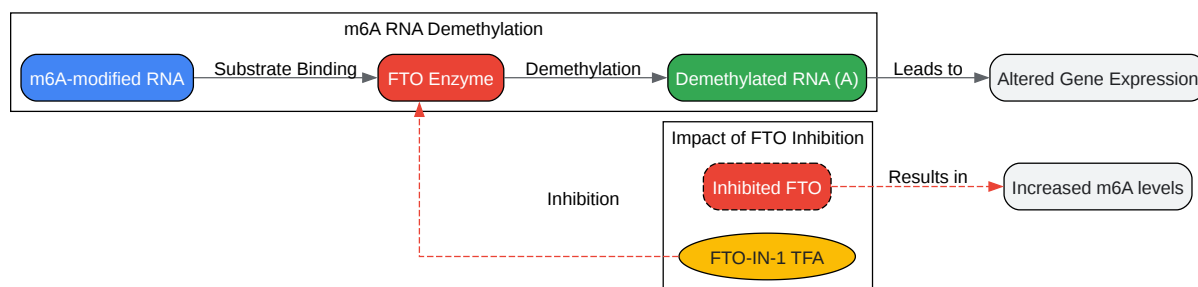 m6A RNA Demethylation
m6A-modified RNA
Substrate Binding
FTO Enzyme
Demethylation
Demethylated RNA (A)
Leads to
Altered Gene Expression
Impact of FTO Inhibition
Inhibited FTO
Results in
Increased m6A levels
Inhibition
FTO-IN-1 TFA